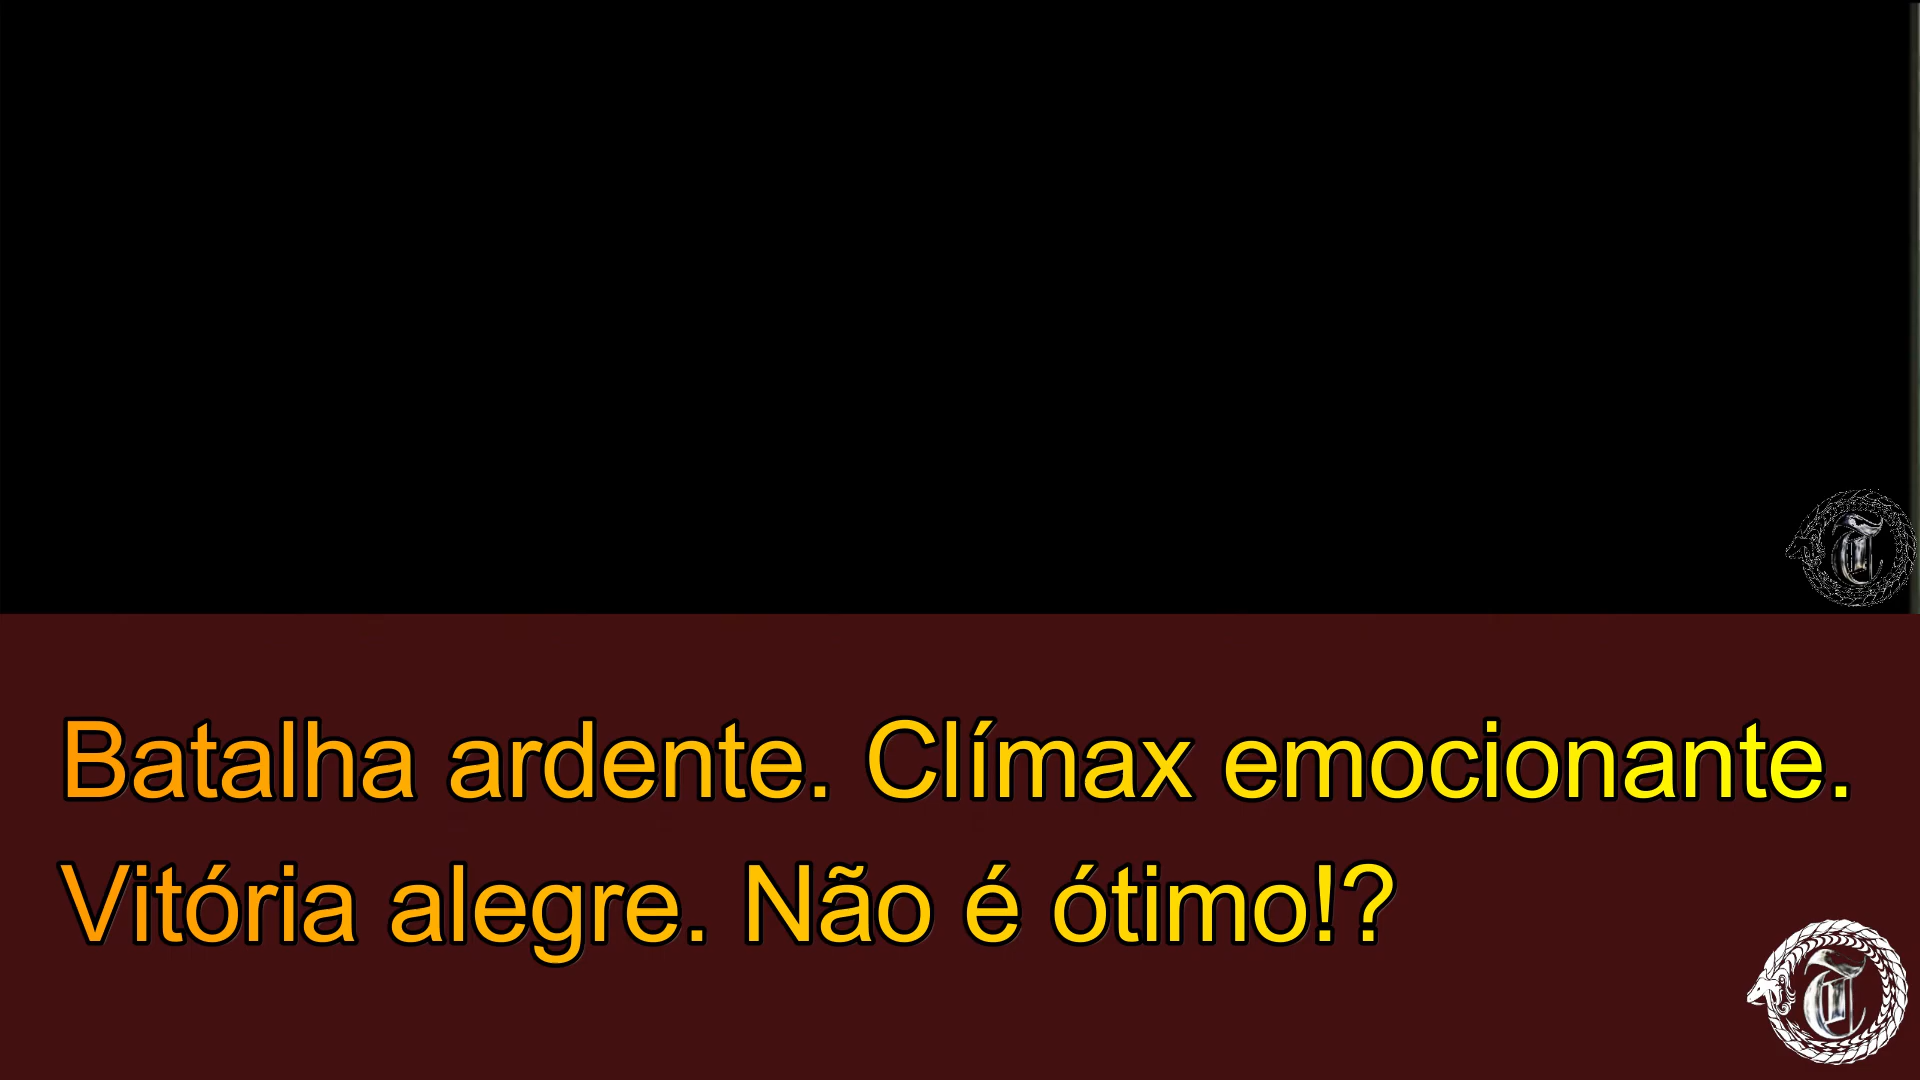 Batalha ardente. Clímax emocionante.
Vitória alegre. Não é ótimo!?